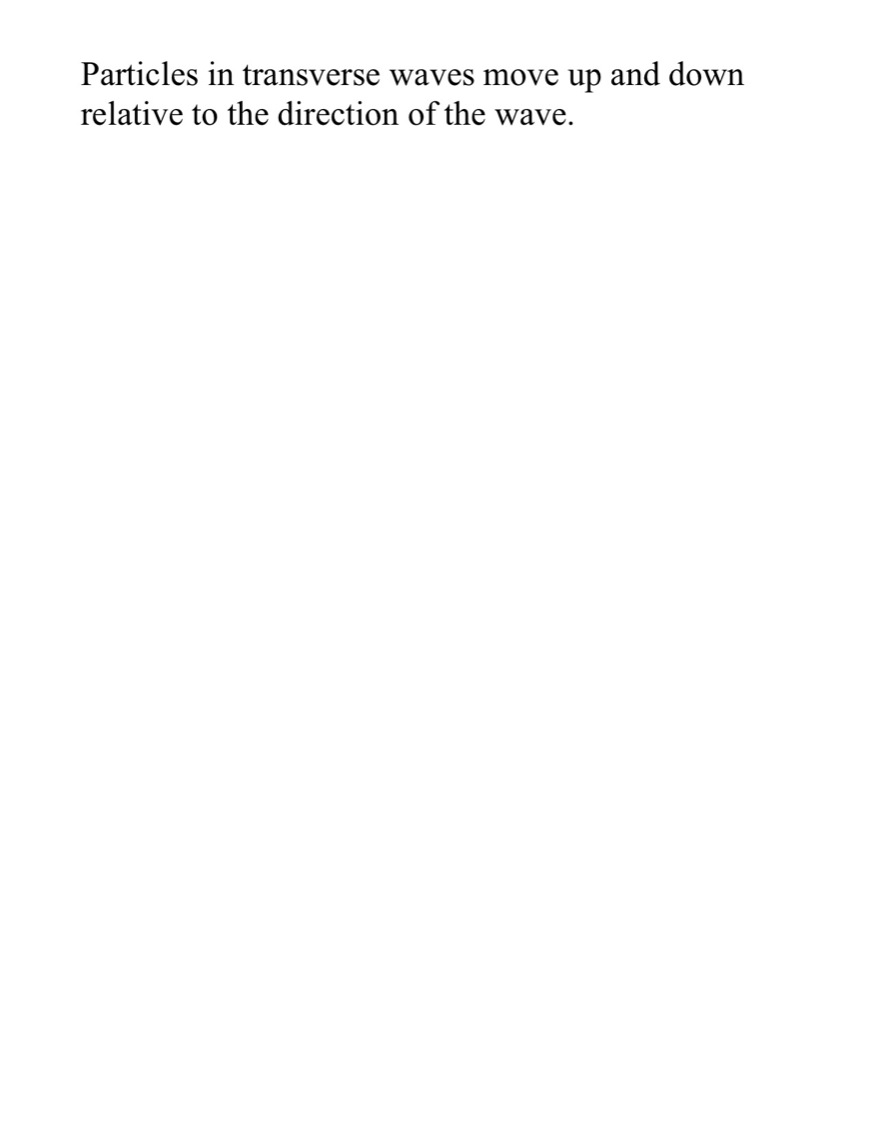 Particles in transverse waves move up and down
relative to the direction of the wave.